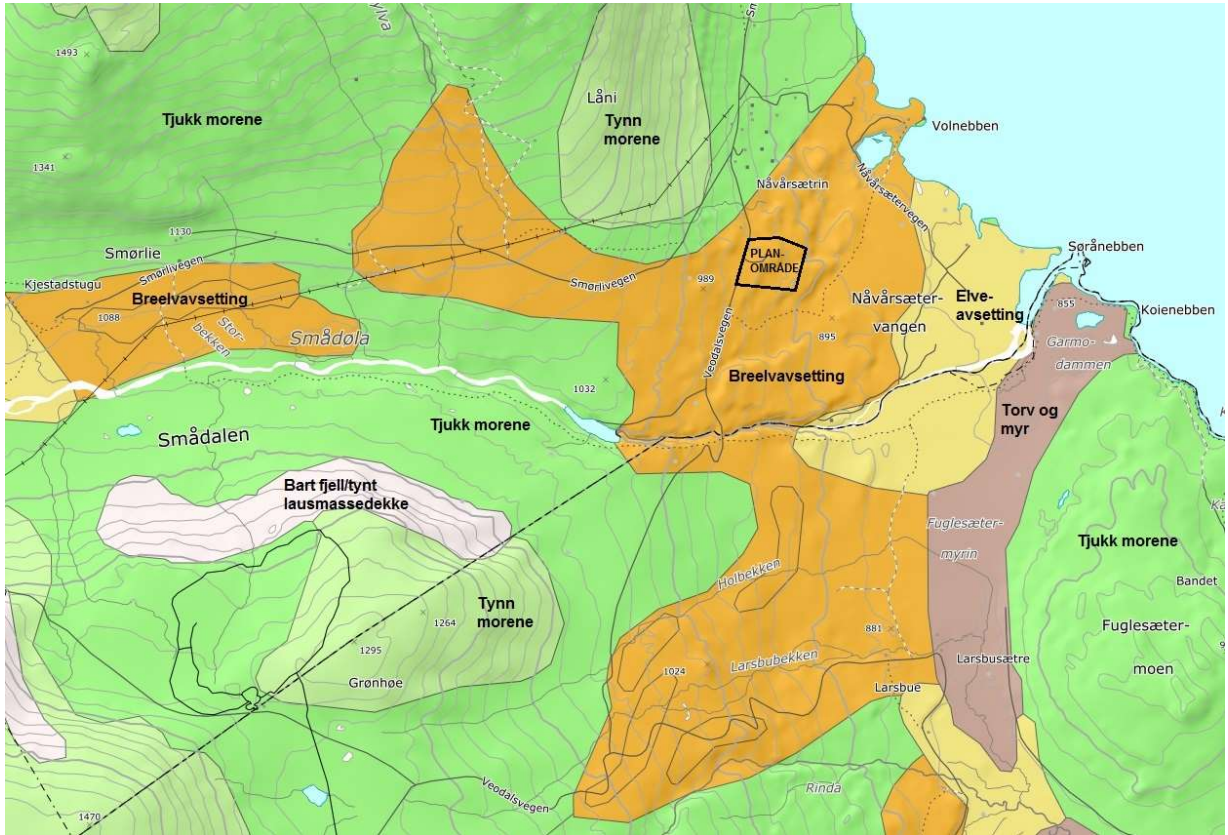 ylva
Sm
1493
Låni
Tjukk morene
Tynn
morene
Volnebben
1341
Nåvårsætrin
Nåvårsætervegen
1130
Smørlie
Smørlivegen
Kjestadstugu
Breelvavsetting
1088
Stor-
bekken
Smådøla
Smørlivegen
989
PLAN-
OMRÅDE
Nåvårsæter-
vangen
895
Elve-
avsetting
Sørånebben
855
Koienebben
Garmo-
dammen
Veodalsvegen
Breelvavsetting
1032
Tjukk morene
Smådalen
Torv og
myr
Bart fjell/tynt
lausmassedekke
Fuglesæter-
myrin
Tjukk morene
Bandet
Holbekken
Tynn
morene
1264
1295
Grønhøe
881
Fuglesæter-
moen
Larsbubekken
1024
Larsbusætre
Larsbue
Veodalsvegen
Rinda
1470